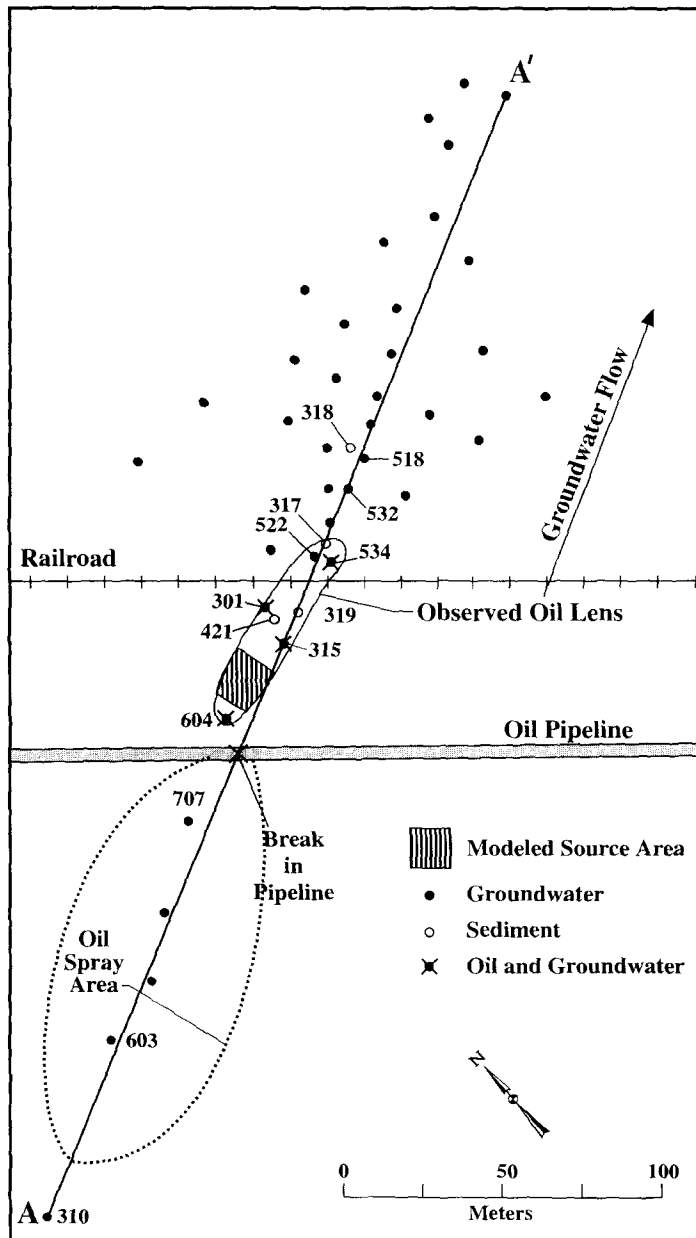 A'
Groundwater Flow
318
518
317
532
522
534
Railroad
301
319
Observed Oil Lens
421
315
604
Oil Pipeline
707
Break
in
Pipeline
Modeled Source Area
Groundwater
Oil
Spray
Area
Sediment
Oil and Groundwater
603
N
0 50 100
Meters
A 310